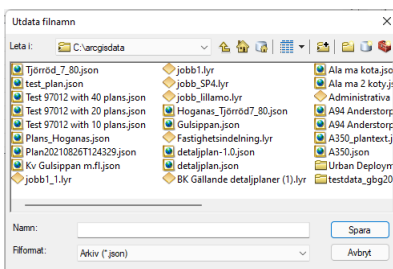 Utdata filnamn
Leta i:
C:\arcgisdata
Tjörröd_7_80.json
test_plan.json
Test 97012 with 40 plans.json
Test 97012 with 20 plans.json
Test 97012 with 10 plans.json
Plans_Hoganas.json
Plan20210826T124329.json
Kv Gulsippan m.fl.json
jobb1_1.lyr
jobb1.lyr
jobb_SP4.lyr
jobb_lillamo.lyr
Hoganas_Tjörröd7_80.json
Gulsippan.json
Fastighetsindelning.lyr
detaljplan-1.0.json
detaljplan.json
BK Gällande detaljplaner (1).lyr
Ala ma kota.jso
Ala ma 2 koty.js
Administrativa
A94 Anderstorp
A94 Anderstorp
A350_plantext.j
A350.json
Urban Deploym
testdata_gbg20
Namn:
Spara
Filformat:
Arkiv (*.json)
Avbryt